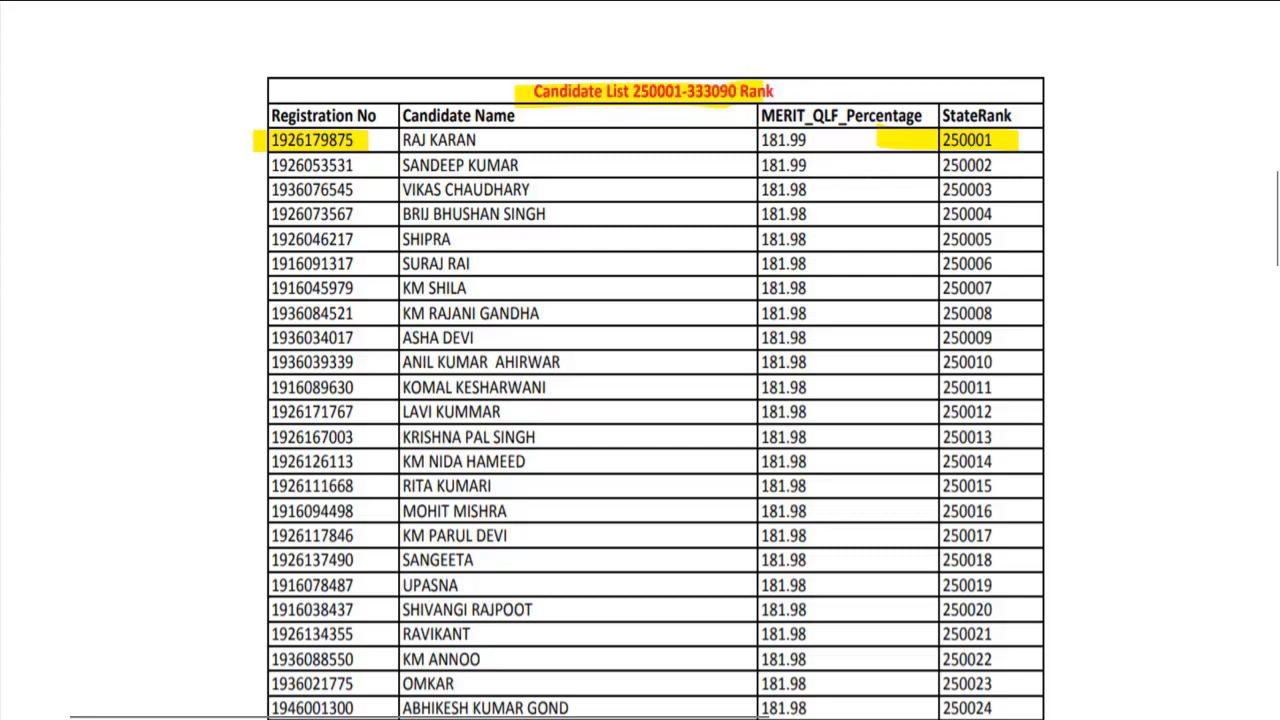 Candidate List 250001-333090 Rank
Registration No Candidate Name MERIT_QLF_Percentage StateRank
1926179875 RAJ KARAN 181.99 250001
1926053531 SANDEEP KUMAR 181.99 250002
1936076545 VIKAS CHAUDHARY 181.98 250003
1926073567 BRIJ BHUSHAN SINGH 181.98 250004
1926046217 SHIPRA 181.98 250005
1916091317 SURAJ RAI 181.98 250006
1916045979 KM SHILA 181.98 250007
1936084521 KM RAJANI GANDHA 181.98 250008
1936034017 ASHA DEVI 181.98 250009
1936039339 ANIL KUMAR  AHIRWAR 181.98 250010
1916089630 KOMAL KESHARWANI 181.98 250011
1926171767 LAVI KUMMAR 181.98 250012
1926167003 KRISHNA PAL SINGH 181.98 250013
1926126113 KM NIDA HAMEED 181.98 250014
1926111668 RITA KUMARI 181.98 250015
1916094498 MOHIT MISHRA 181.98 250016
1926117846 KM PARUL DEVI 181.98 250017
1926137490 SANGEETA 181.98 250018
1916078487 UPASNA 181.98 250019
1916038437 SHIVANGI RAJPOOT 181.98 250020
1926134355 RAVIKANT 181.98 250021
1936088550 KM ANNOO 181.98 250022
1936021775 OMKAR 181.98 250023
1946001300 ABHIKESH KUMAR GOND 181.98 250024